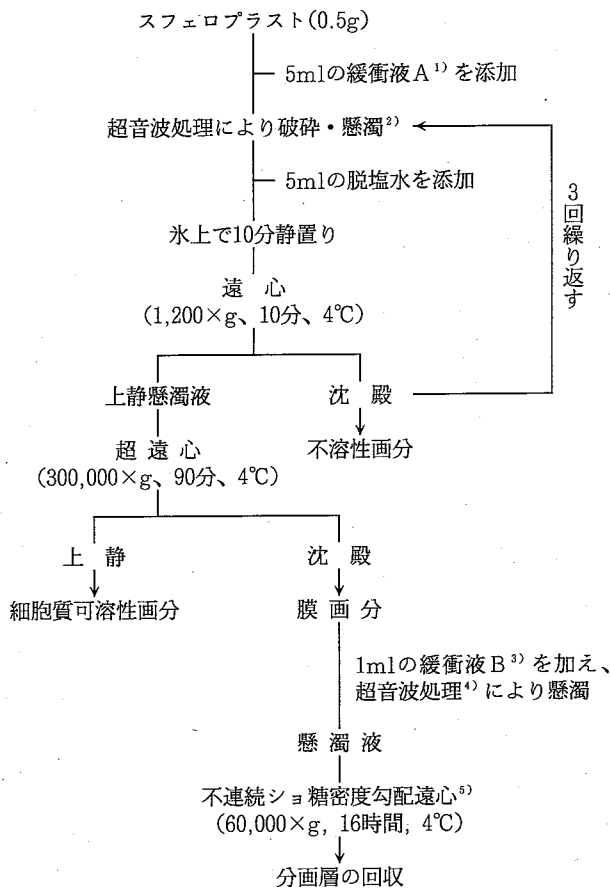 スフェロプラスト(0.5g)
5mlの緩衝液A1)を添加
超音波処理により破砕・懸濁2)
5mlの脱塩水を添加
氷上で10分静置り
遠 心
(1,200×g、10分、4℃)
3回繰り返す
上静懸濁液
沈 殿
不溶性画分
超 遠 心
(300,000×g、90分、4℃)
上 静
沈 殿
細胞質可溶性画分
膜 画 分
1mlの緩衝液B3)を加え、
超音波処理4)により懸濁
懸 濁 液
不連続ショ糖密度勾配遠心5)
(60,000×g, 16時間, 4℃)
分画層の回収